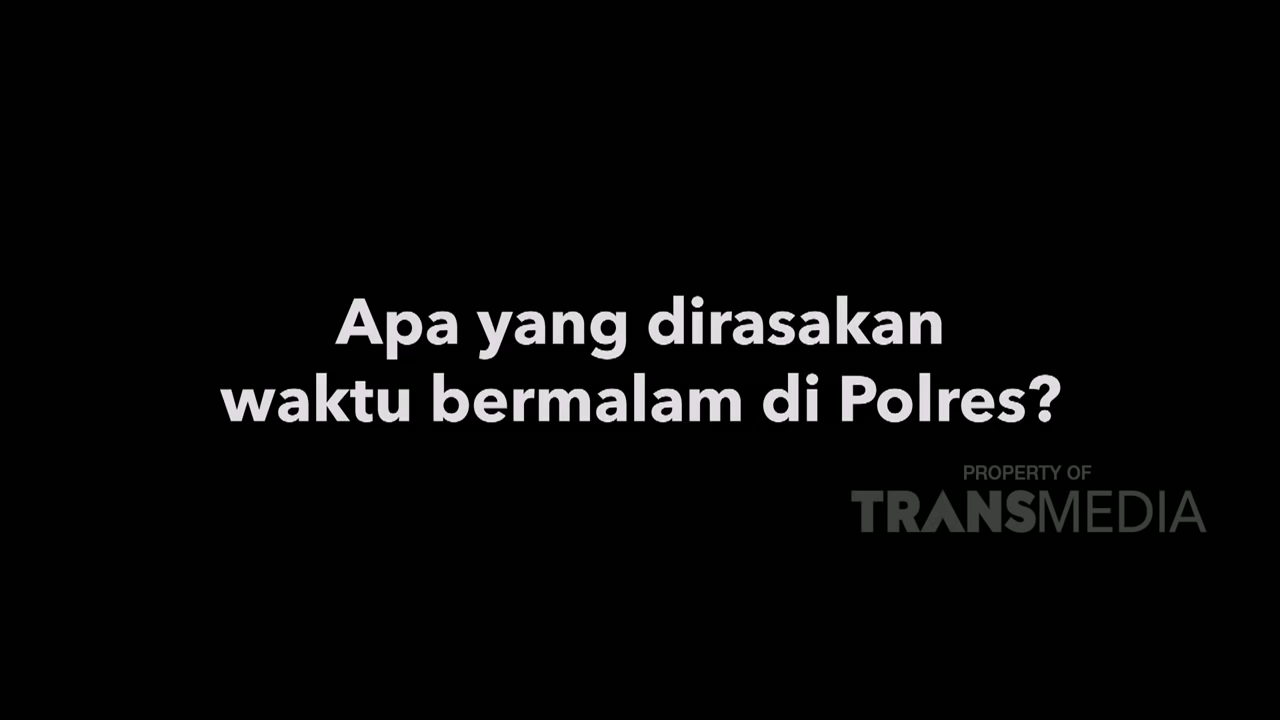 Apa yang dirasakan
waktu bermalam di Polres?
PROPERTY OF
TRANSMEDIA